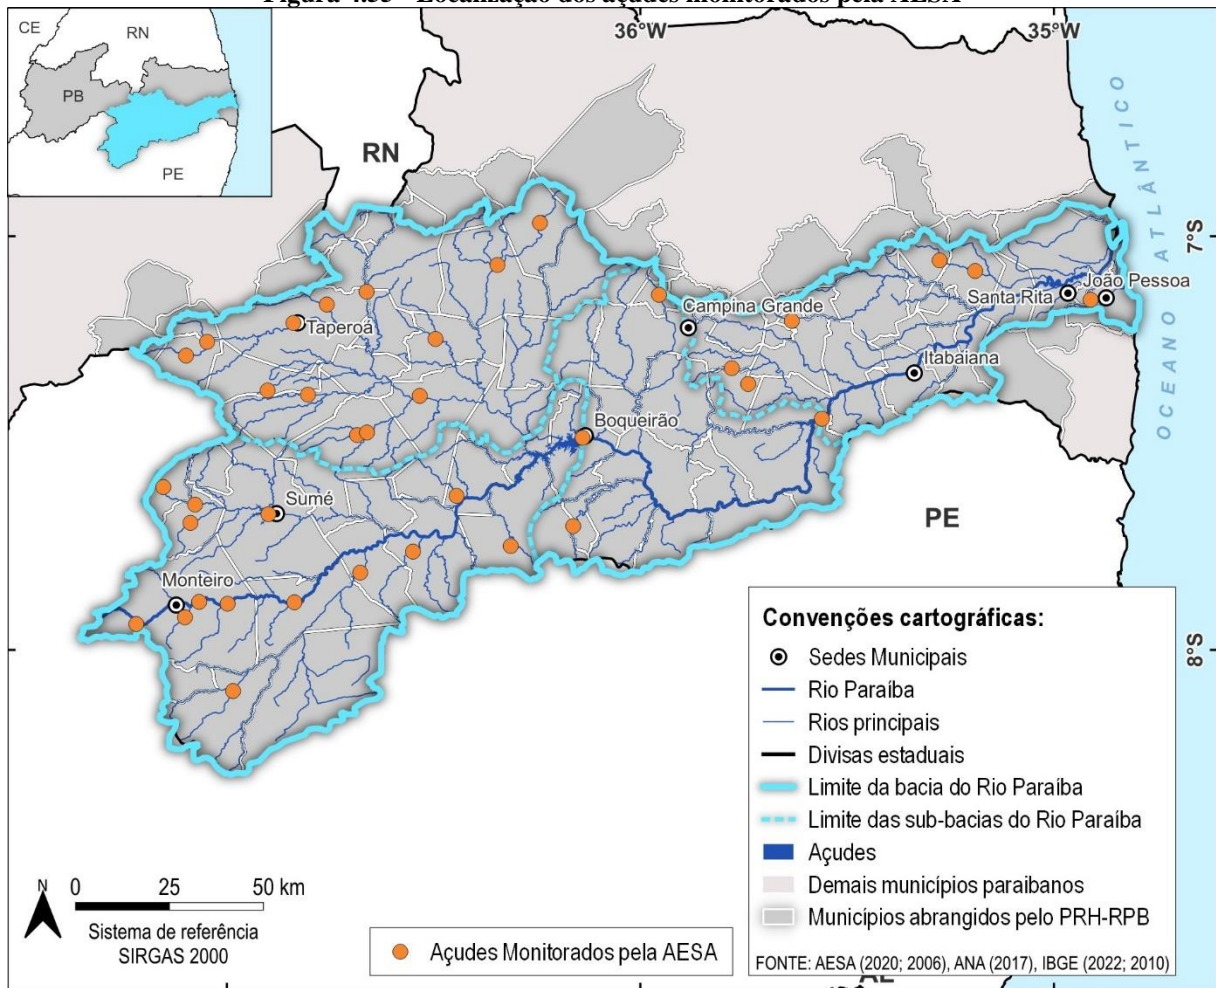 Figura 4.33 - Localização dos açudes monitorados pela AESA
36°W
35°W
CE
RN
PB
PE
RN
7°S
OCEANO ATLÂNTICO
João Pessoa
Santa Rita
Campina Grande
Taperoá
Itabaiana
Boqueirão
Sumé
PE
Monteiro
8°S
Convenções cartográficas:
Sedes Municipais
Rio Paraíba
Rios principais
Divisas estaduais
Limite da bacia do Rio Paraíba
Limite das sub-bacias do Rio Paraíba
Açudes
Demais municípios paraibanos
Municípios abrangidos pelo PRH-RPB
FONTE: AESA (2020; 2006), ANA (2017), IBGE (2022; 2010)
N
0 25 50 km
Sistema de referência
SIRGAS 2000
Açudes Monitorados pela AESA
AL